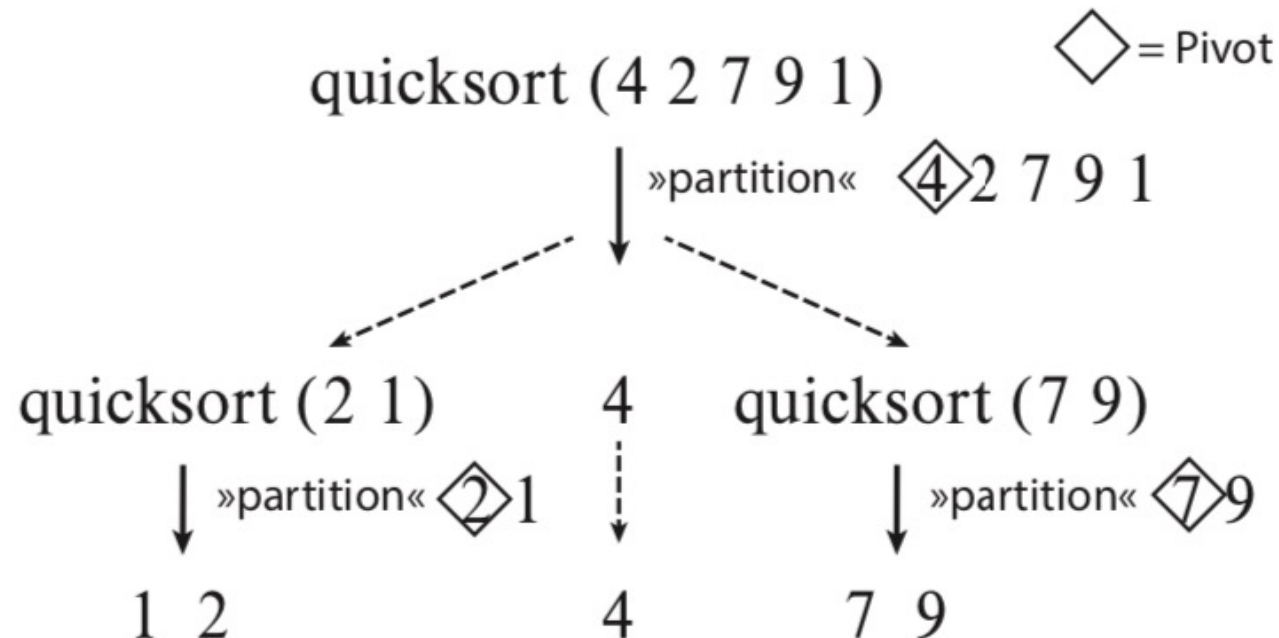 = Pivot
quicksort (4 2 7 9 1)
»partition« 4 2 7 9 1
quicksort (2 1) 4 quicksort (7 9)
»partition« 2 1 »partition« 7 9
1 2 4 7 9